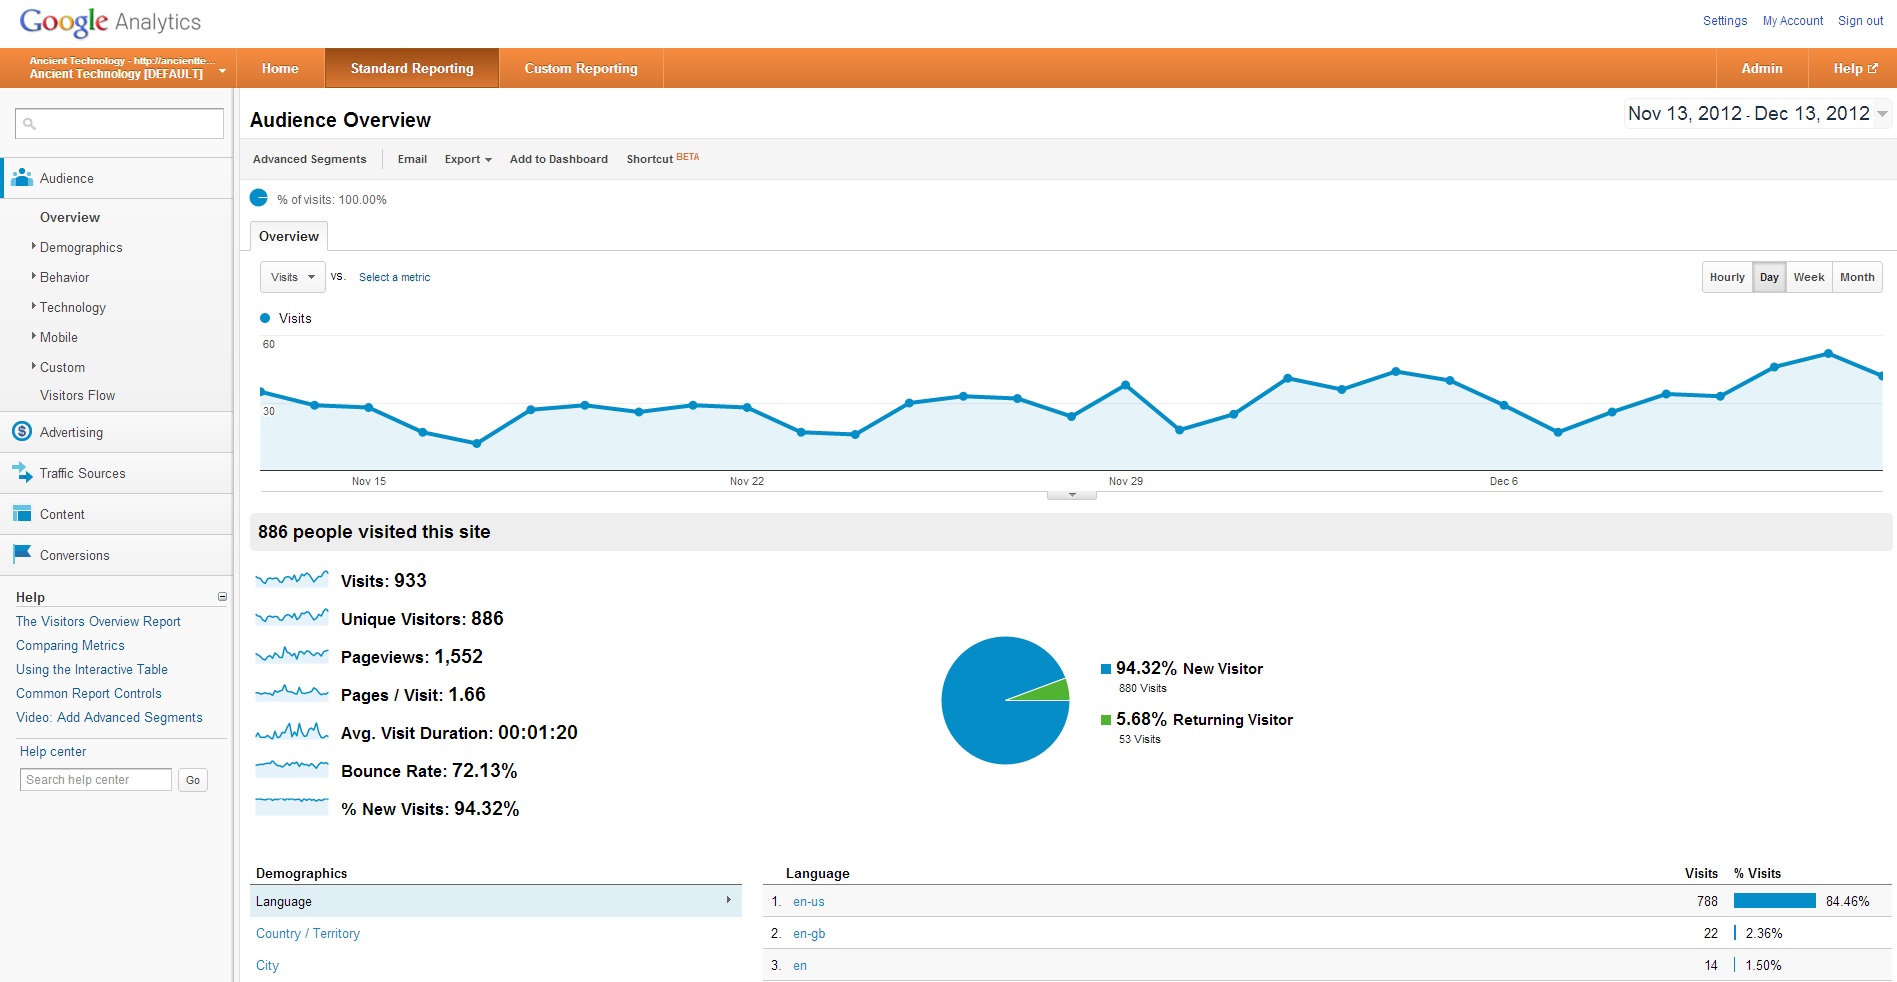 Google Analytics
Settings My Account Sign out
Ancient Technology - http://ancientte...
Ancient Technology [DEFAULT]
Home Standard Reporting Custom Reporting Admin Help
Audience Overview
Nov 13, 2012 - Dec 13, 2012
Advanced Segments Email Export Add to Dashboard Shortcut BETA
% of visits: 100.00%
Overview
Visits vs. Select a metric
Hourly Day Week Month
Visits
60
30
Nov 15 Nov 22 Nov 29 Dec 6
Audience
Overview
Demographics
Behavior
Technology
Mobile
Custom
Visitors Flow
Advertising
Traffic Sources
Content
Conversions
Help
The Visitors Overview Report
Comparing Metrics
Using the Interactive Table
Common Report Controls
Video: Add Advanced Segments
Help center
Search help center Go
886 people visited this site
Visits: 933
Unique Visitors: 886
Pageviews: 1,552
Pages / Visit: 1.66
Avg. Visit Duration: 00:01:20
Bounce Rate: 72.13%
% New Visits: 94.32%
94.32% New Visitor
880 Visits
5.68% Returning Visitor
53 Visits
Demographics
Language
Country / Territory
City
Language Visits % Visits
1. en-us 788 84.46%
2. en-gb 22 2.36%
3. en 14 1.50%